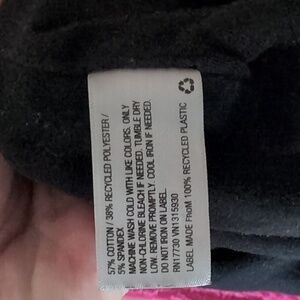 57% COTTON / 38% RECYCLED POLYESTER /
5% SPANDEX
MACHINE WASH COLD WITH LIKE COLORS. ONLY
NON-CHLORINE BLEACH IF NEEDED. TUMBLE DRY
LOW. REMOVE PROMPTLY. COOL IRON IF NEEDED.
DO NOT IRON ON LABEL.
RN17730 VN1315930
LABEL MADE FROM 100% RECYCLED PLASTIC